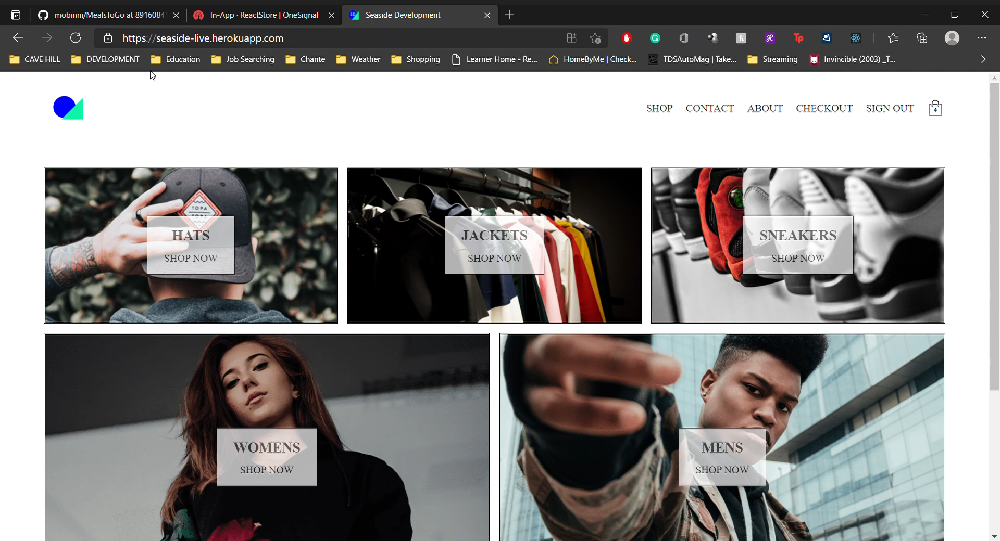 mobinni/MealsToGo at 8916084
In-App · ReactStore | OneSignal
Seaside Development
https://seaside-live.herokuapp.com
CAVE HILL
DEVELOPMENT
Education
Job Searching
Chante
Weather
Shopping
Learner Home - Re...
HomeByMe | Check...
TDSAutoMag | Take...
Streaming
Invincible (2003) _T...
SHOP
CONTACT
ABOUT
CHECKOUT
SIGN OUT
4
TOPA
TOPA
HATS
SHOP NOW
JACKETS
SHOP NOW
SNEAKERS
SHOP NOW
WOMENS
SHOP NOW
MENS
SHOP NOW